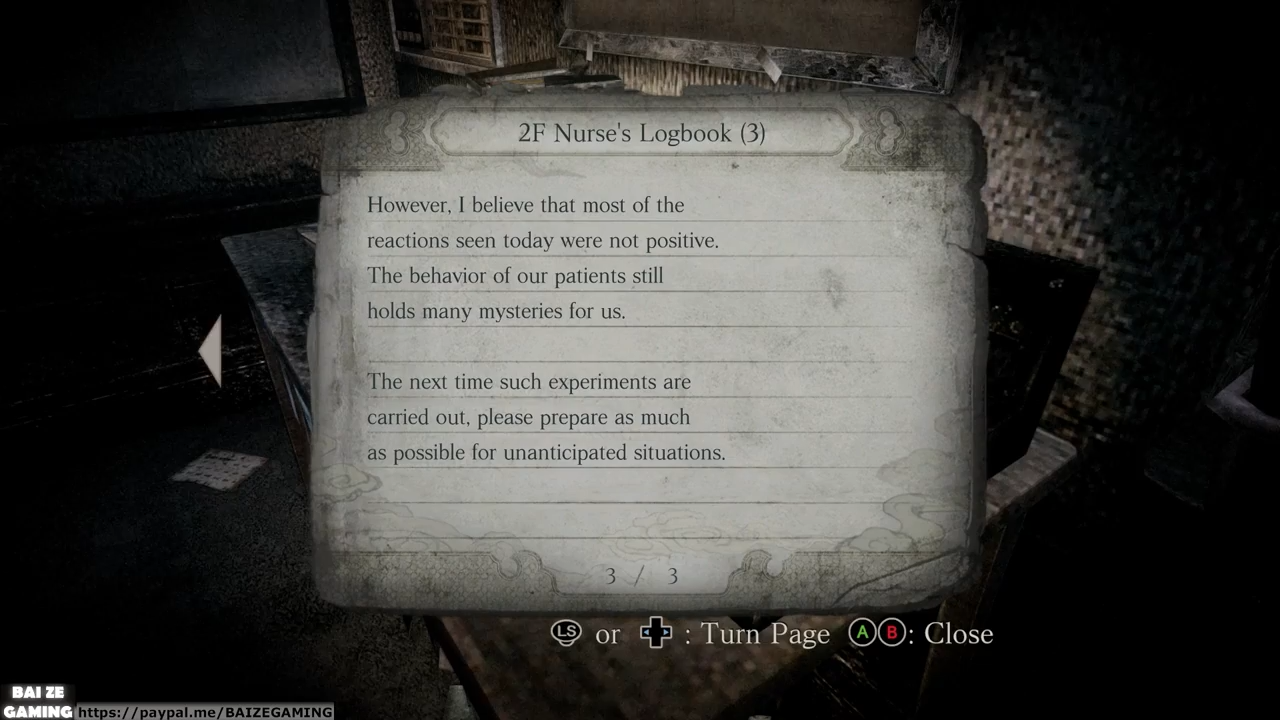 2F Nurse's Logbook (3)
However, I believe that most of the
reactions seen today were not positive.
The behavior of our patients still
holds many mysteries for us.
The next time such experiments are
carried out, please prepare as much
as possible for unanticipated situations.
3 / 3
LS or : Turn Page A B : Close
BAI ZE
GAMING https://paypal.me/BAIZEGAMING